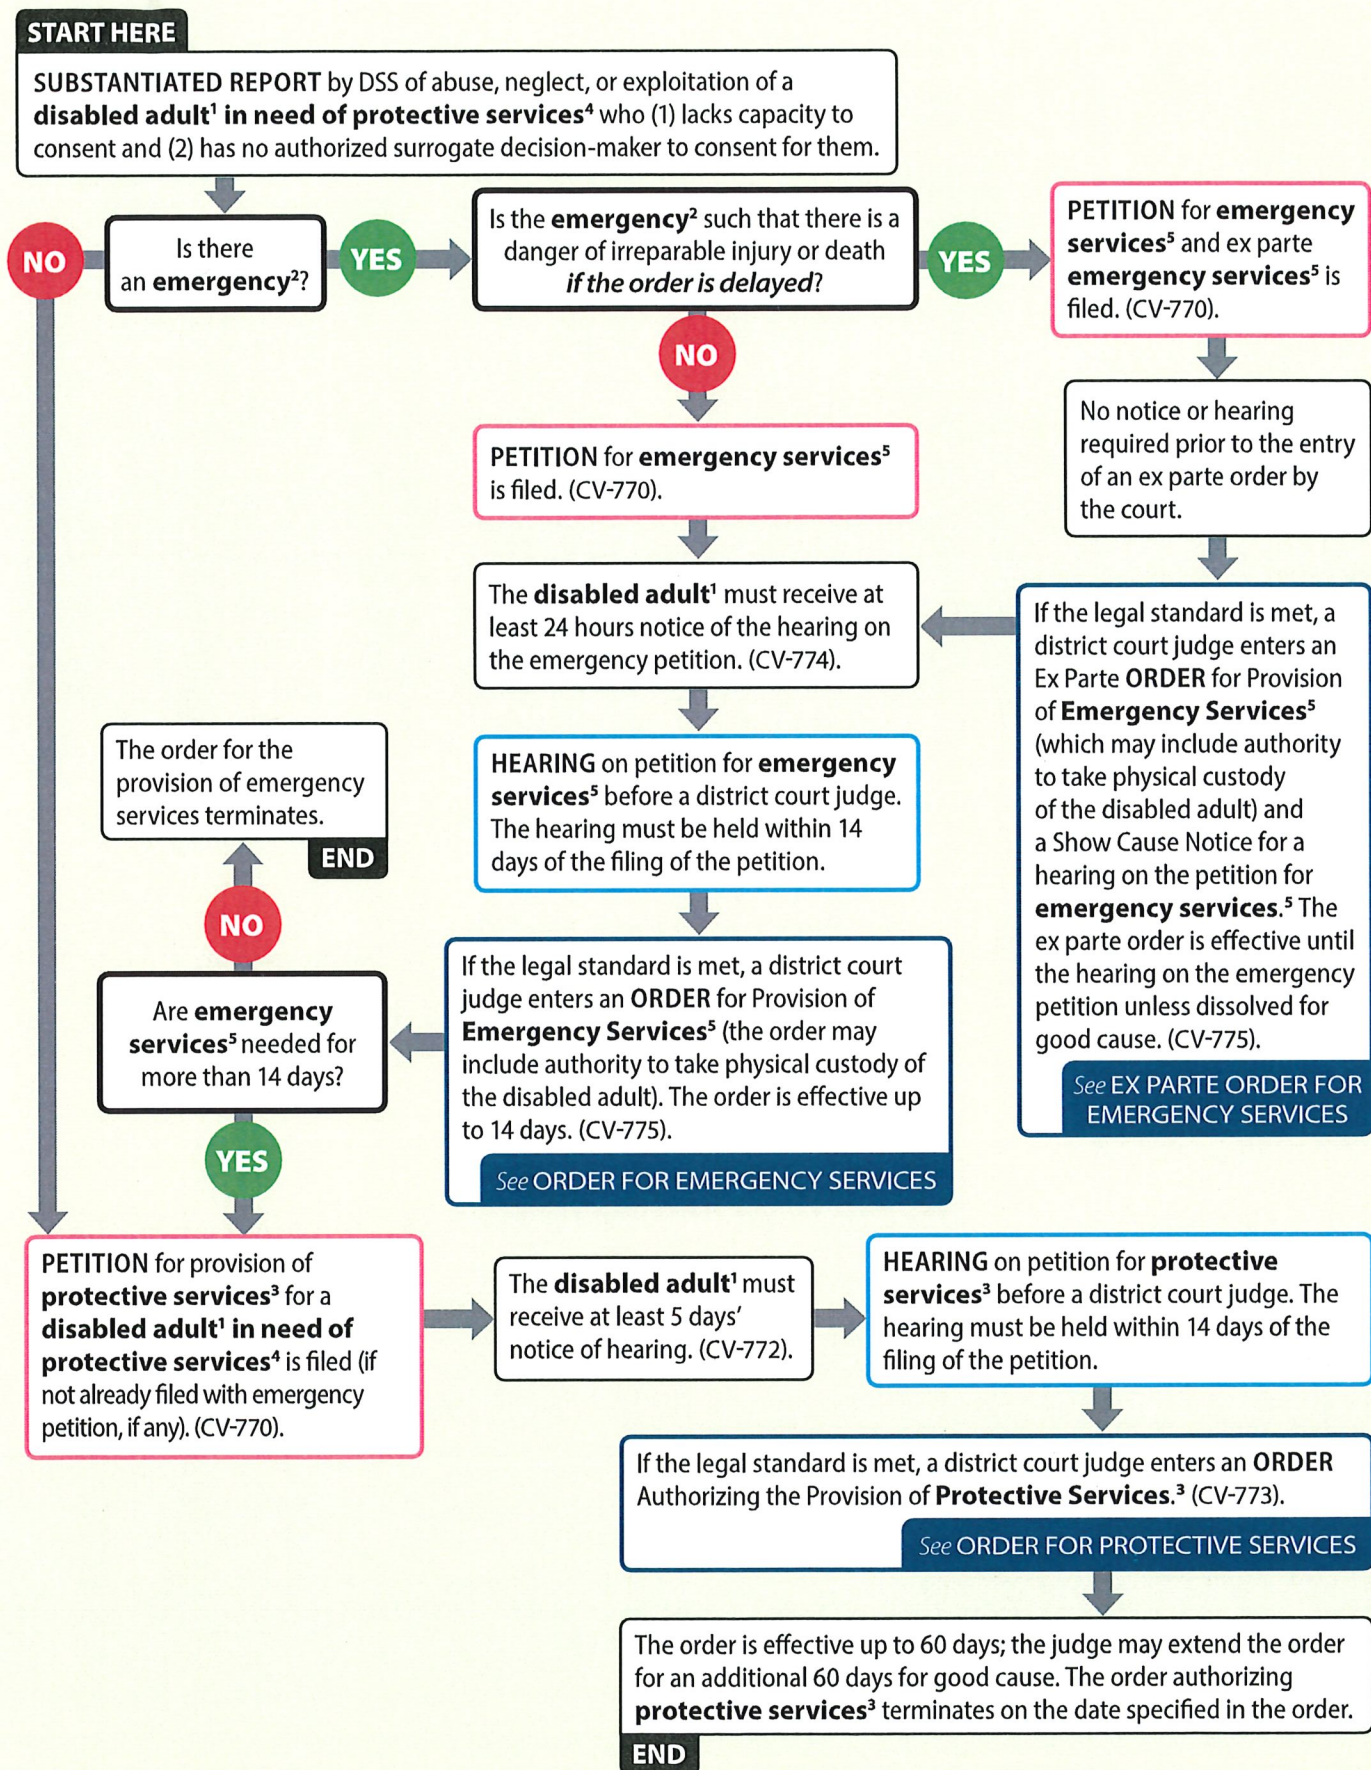 START HERE
SUBSTANTIATED REPORT by DSS of abuse, neglect, or exploitation of a
disabled adult¹ in need of protective services⁴ who (1) lacks capacity to
consent and (2) has no authorized surrogate decision-maker to consent for them.
NO
Is there
an emergency²?
YES
Is the emergency² such that there is a
danger of irreparable injury or death
if the order is delayed?
YES
PETITION for emergency
services⁵ and ex parte
emergency services⁵ is
filed. (CV-770).
NO
No notice or hearing
required prior to the entry
of an ex parte order by
the court.
PETITION for emergency services⁵
is filed. (CV-770).
The disabled adult¹ must receive at
least 24 hours notice of the hearing on
the emergency petition. (CV-774).
If the legal standard is met, a
district court judge enters an
Ex Parte ORDER for Provision
of Emergency Services⁵
(which may include authority
to take physical custody
of the disabled adult) and
a Show Cause Notice for a
hearing on the petition for
emergency services.⁵ The
ex parte order is effective until
the hearing on the emergency
petition unless dissolved for
good cause. (CV-775).
See EX PARTE ORDER FOR
EMERGENCY SERVICES
HEARING on petition for emergency
services⁵ before a district court judge.
The hearing must be held within 14
days of the filing of the petition.
The order for the
provision of emergency
services terminates.
END
NO
If the legal standard is met, a district court
judge enters an ORDER for Provision of
Emergency Services⁵ (the order may
include authority to take physical custody of
the disabled adult). The order is effective up
to 14 days. (CV-775).
See ORDER FOR EMERGENCY SERVICES
Are emergency
services⁵ needed for
more than 14 days?
YES
PETITION for provision of
protective services³ for a
disabled adult¹ in need of
protective services⁴ is filed (if
not already filed with emergency
petition, if any). (CV-770).
The disabled adult¹ must
receive at least 5 days’
notice of hearing. (CV-772).
HEARING on petition for protective
services³ before a district court judge. The
hearing must be held within 14 days of the
filing of the petition.
If the legal standard is met, a district court judge enters an ORDER
Authorizing the Provision of Protective Services.³ (CV-773).
See ORDER FOR PROTECTIVE SERVICES
The order is effective up to 60 days; the judge may extend the order
for an additional 60 days for good cause. The order authorizing
protective services³ terminates on the date specified in the order.
END